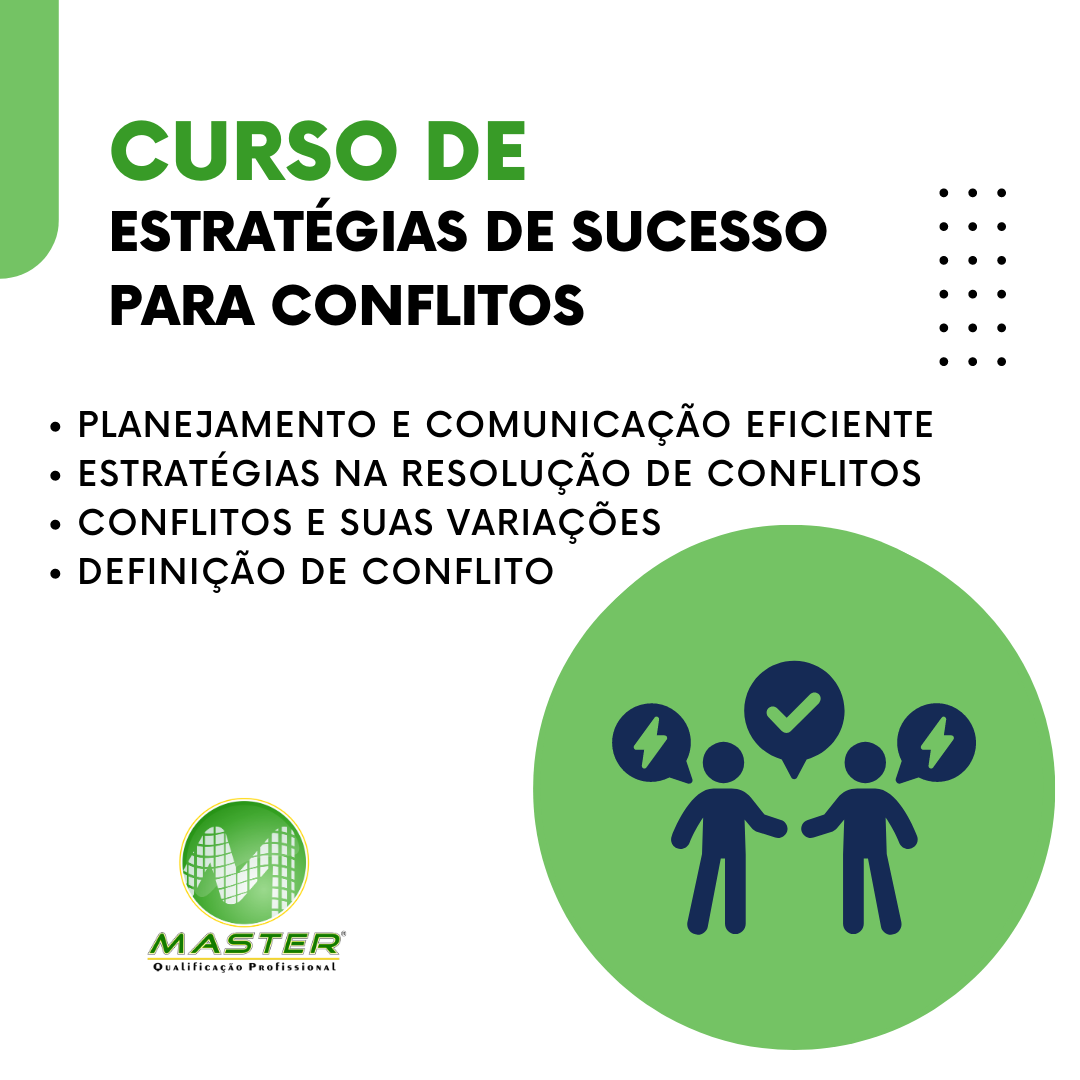 CURSO DE
ESTRATÉGIAS DE SUCESSO
PARA CONFLITOS
• PLANEJAMENTO E COMUNICAÇÃO EFICIENTE
• ESTRATÉGIAS NA RESOLUÇÃO DE CONFLITOS
• CONFLITOS E SUAS VARIAÇÕES
• DEFINIÇÃO DE CONFLITO
MASTER®
Qualificação Profissional